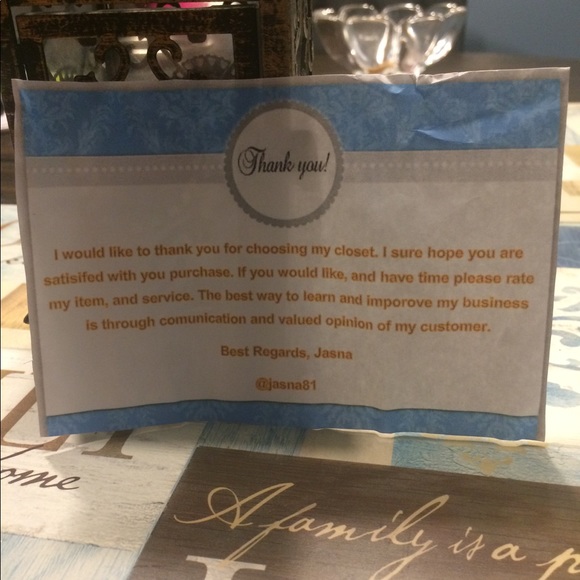 Thank you!
I would like to thank you for choosing my closet. I sure hope you are
satisifed with you purchase. If you would like, and have time please rate
my item, and service. The best way to learn and imporove my business
is through comunication and valued opinion of my customer.
Best Regards, Jasna
@jasna81
ome
A family is a